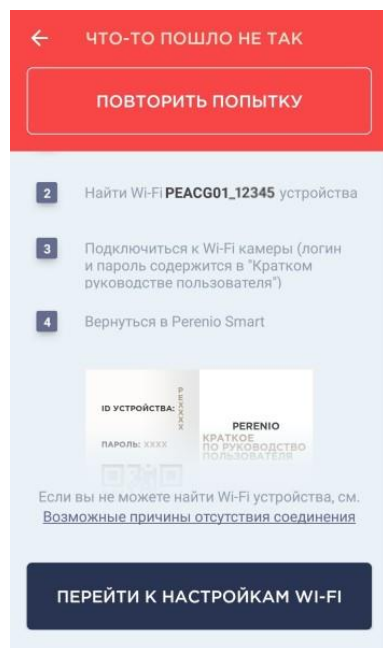 ЧТО-ТО ПОШЛО НЕ ТАК
ПОВТОРИТЬ ПОПЫТКУ
2 Найти Wi-Fi PEACG01_12345 устройства
3 Подключиться к Wi-Fi камеры (логин
и пароль содержится в "Кратком
руководстве пользователя")
4 Вернуться в Perenio Smart
ID УСТРОЙСТВА:
PEXXXX
ПАРОЛЬ: XXXX
PERENIO
КРАТКОЕ
ПО РУКОВОДСТВО
ПОЛЬЗОВАТЕЛЯ
Если вы не можете найти Wi-Fi устройства, см.
Возможные причины отсутствия соединения
ПЕРЕЙТИ К НАСТРОЙКАМ WI-FI